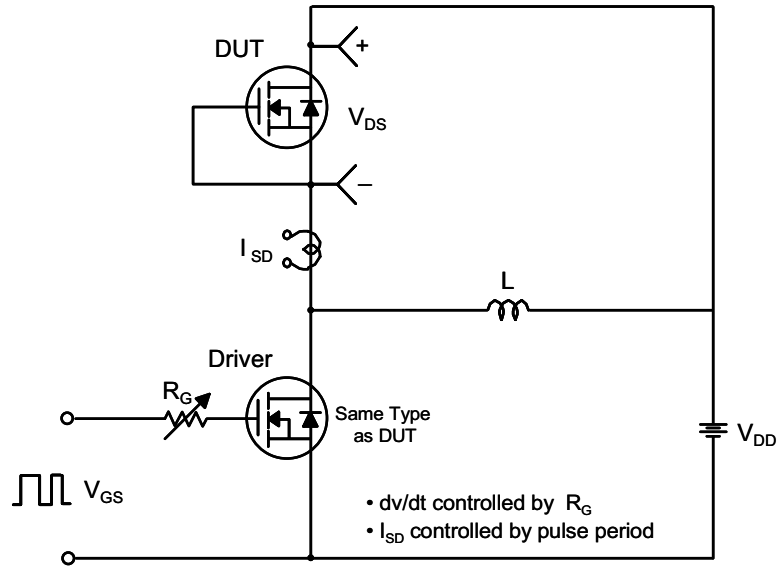 DUT
+
V_DS
–
I_SD
L
Driver
R_G
Same Type
as DUT
V_DD
V_GS
• dv/dt controlled by R_G
• I_SD controlled by pulse period